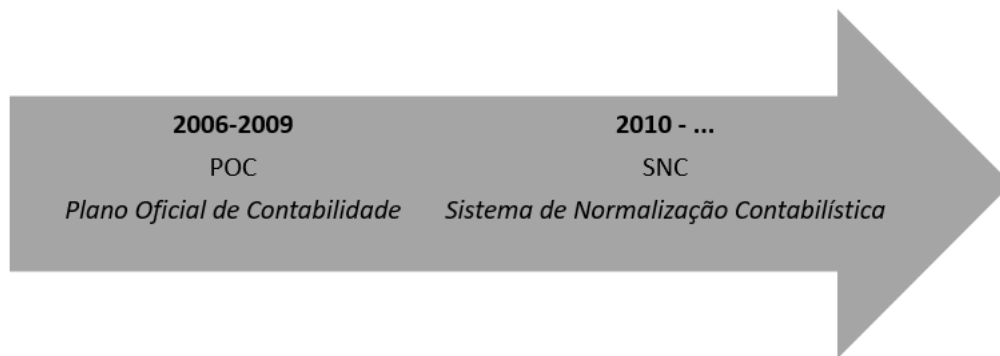 2006-2009
POC
Plano Oficial de Contabilidade
2010 - ...
SNC
Sistema de Normalização Contabilística